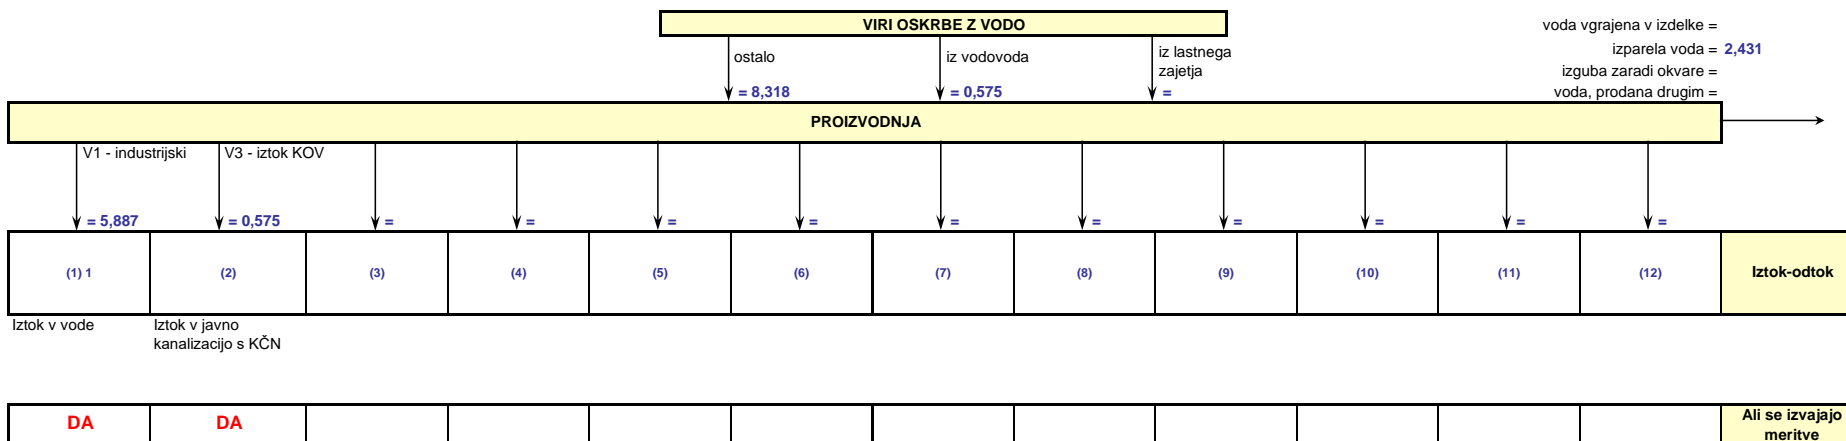 VIRI OSKRBE Z VODO
voda vgrajena v izdelke =
izparela voda = 2,431
izguba zaradi okvare =
voda, prodana drugim =
ostalo
= 8,318
iz vodovoda
= 0,575
iz lastnega
zajetja
=
PROIZVODNJA
V1 - industrijski
V3 - iztok KOV
= 5,887
= 0,575
=
=
=
=
=
=
=
=
=
=
(1) 1
(2)
(3)
(4)
(5)
(6)
(7)
(8)
(9)
(10)
(11)
(12)
Iztok-odtok
Iztok v vode
Iztok v javno
kanalizacijo s KČN
DA
DA
Ali se izvajajo
meritve